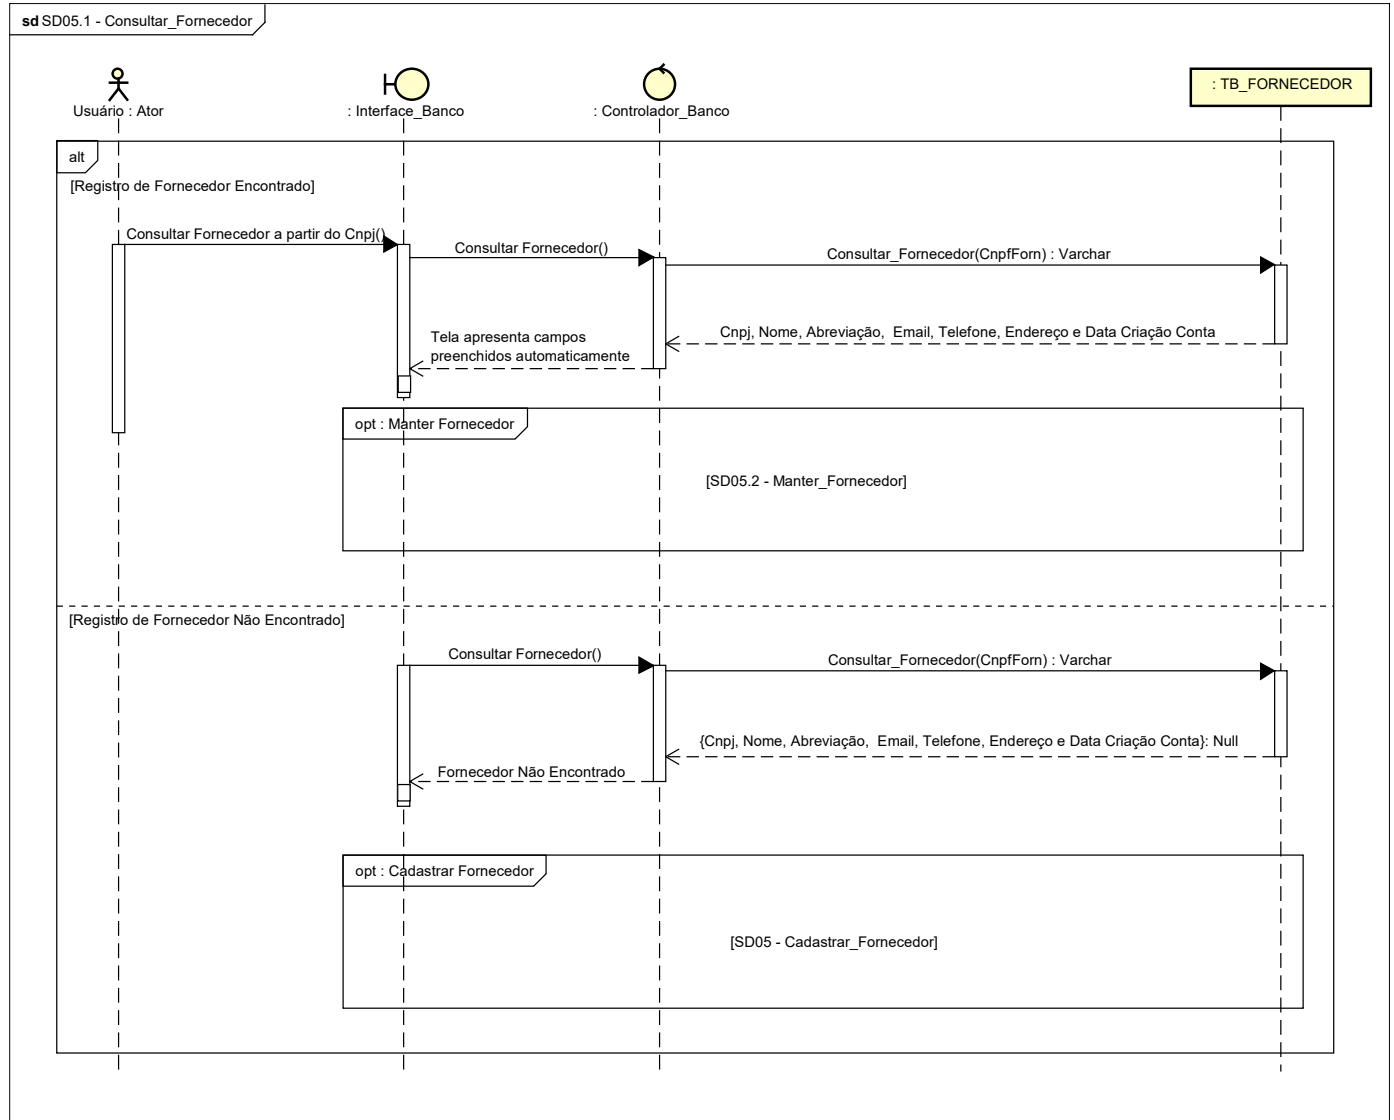 sd SD05.1 - Consultar_Fornecedor
Usuário : Ator
: Interface_Banco
: Controlador_Banco
: TB_FORNECEDOR
alt
[Registro de Fornecedor Encontrado]
Consultar Fornecedor a partir do Cnpj()
Consultar Fornecedor()
Consultar_Fornecedor(CnpfForn) : Varchar
Cnpj, Nome, Abreviação, Email, Telefone, Endereço e Data Criação Conta
Tela apresenta campos
preenchidos automaticamente
opt : Manter Fornecedor
[SD05.2 - Manter_Fornecedor]
[Registro de Fornecedor Não Encontrado]
Consultar Fornecedor()
Consultar_Fornecedor(CnpfForn) : Varchar
{Cnpj, Nome, Abreviação, Email, Telefone, Endereço e Data Criação Conta}: Null
Fornecedor Não Encontrado
opt : Cadastrar Fornecedor
[SD05 - Cadastrar_Fornecedor]